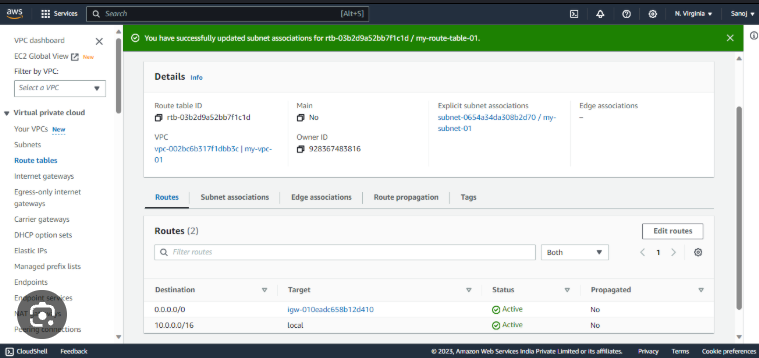 aws Services Search [Alt+S] N. Virginia Sanoj
You have successfully updated subnet associations for rtb-03b2d9a52bb7f1c1d / my-route-table-01.
VPC dashboard
EC2 Global View New
Filter by VPC:
Select a VPC
Virtual private cloud
Your VPCs New
Subnets
Route tables
Internet gateways
Egress-only internet
gateways
Carrier gateways
DHCP option sets
Elastic IPs
Managed prefix lists
Endpoints
Endpoint services
Peering connections
Details Info
Route table ID
rtb-03b2d9a52bb7f1c1d
Main
No
Explicit subnet associations
subnet-0654a34da308b2d70 / my-
subnet-01
Edge associations
–
VPC
vpc-002bc6b317f1dbb3c | my-vpc-
01
Owner ID
928367483816
Routes Subnet associations Edge associations Route propagation Tags
Routes (2) Edit routes
Filter routes Both 1
Destination Target Status Propagated
0.0.0.0/0 igw-010eadc658b12d410 Active No
10.0.0.0/16 local Active No
CloudShell Feedback © 2023, Amazon Web Services India Private Limited or its affiliates. Privacy Terms Cookie preferences